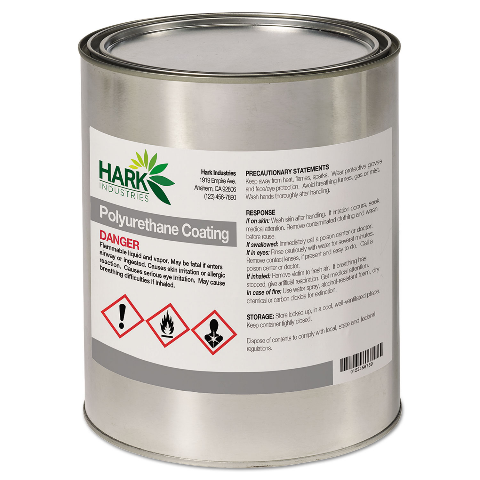 HARK
INDUSTRIES
Hark Industries
1919 Empire Ave.
Anaheim, CA 92806
(123)-456-7890
Polyurethane Coating
DANGER
Flammable liquid and vapor. May be fatal if enters
airway or ingested. Causes skin irritation or allergic
reaction. Causes serious eye irritation. May cause
breathing difficulties if inhaled.
PRECAUTIONARY STATEMENTS
Keep away from heat, flames, sparks. Wear protective gloves
and face/eye protection. Avoid breathing fumes, gas or mist.
Wash hands thoroughly after handling.
RESPONSE
If on skin: Wash skin after handling. If irritation occurs, seek
medical attention. Remove contaminated clothing and wash
before reuse.
If swallowed: Immediately call a poison center or doctor.
If in eyes: Rinse cautiously with water for several minutes.
Remove contact lenses, if present and easy to do. Call a
poison center or doctor.
If inhaled: Remove victim to fresh air. If breathing has
stopped, give artificial respiration. Get medical attention.
In case of fire: Use water spray, alcohol-resistant foam, dry
chemical or carbon dioxide for extinction.
STORAGE: Store locked up, in a cool, well-ventilated place.
Keep container tightly closed.
Dispose of contents to comply with local, state and federal
regulations.